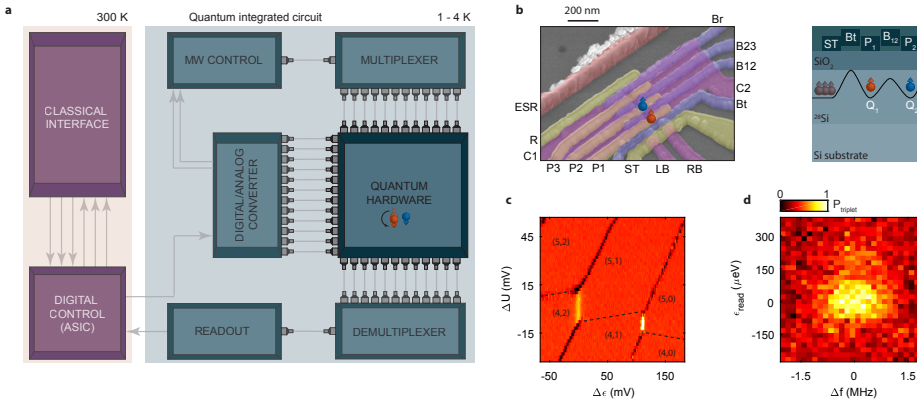 a
300 K
Quantum integrated circuit
1 - 4 K
MW CONTROL
MULTIPLEXER
CLASSICAL
INTERFACE
DIGITAL/ANALOG
CONVERTER
QUANTUM
HARDWARE
DIGITAL
CONTROL
(ASIC)
READOUT
DEMULTIPLEXER
b
200 nm
Br
B23
B12
C2
Bt
ESR
R
C1
P3 P2 P1 ST LB RB
ST Bt P1 B12 P2
SiO2
Q1 Q2
28Si
Si substrate
c
ΔU (mV)
45
15
-15
(5,2)
(5,1)
(5,0)
(4,2)
(4,1)
(4,0)
-50 0 50 100 150
Δϵ (mV)
d
0 1
Ptriplet
ϵread (μeV)
300
150
0
-150
-1.5 0 1.5
Δf (MHz)